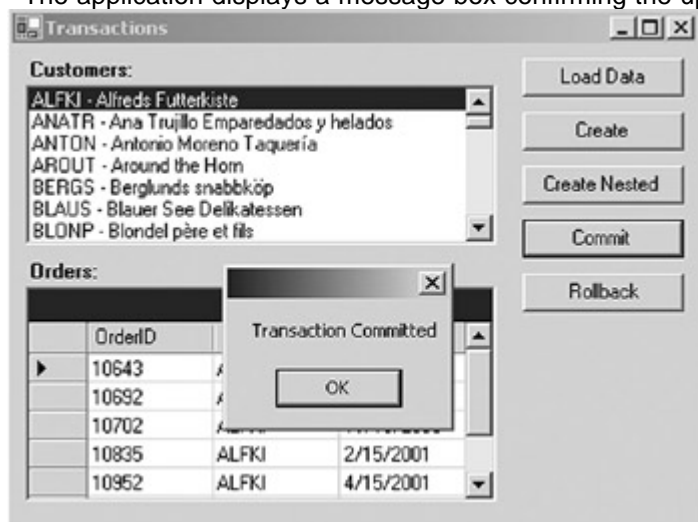 The application displays a message box confirming the up
Transactions
Customers:
ALFKI - Alfreds Futterkiste
ANATR - Ana Trujillo Emparedados y helados
ANTON - Antonio Moreno Taquería
AROUT - Around the Horn
BERGS - Berglunds snabbköp
BLAUS - Blauer See Delikatessen
BLONP - Blondel père et fils
Load Data
Create
Create Nested
Commit
Rollback
Orders:
Transaction Committed
OK
OrderID
10643
10692
10702
10835 ALFKI 2/15/2001
10952 ALFKI 4/15/2001